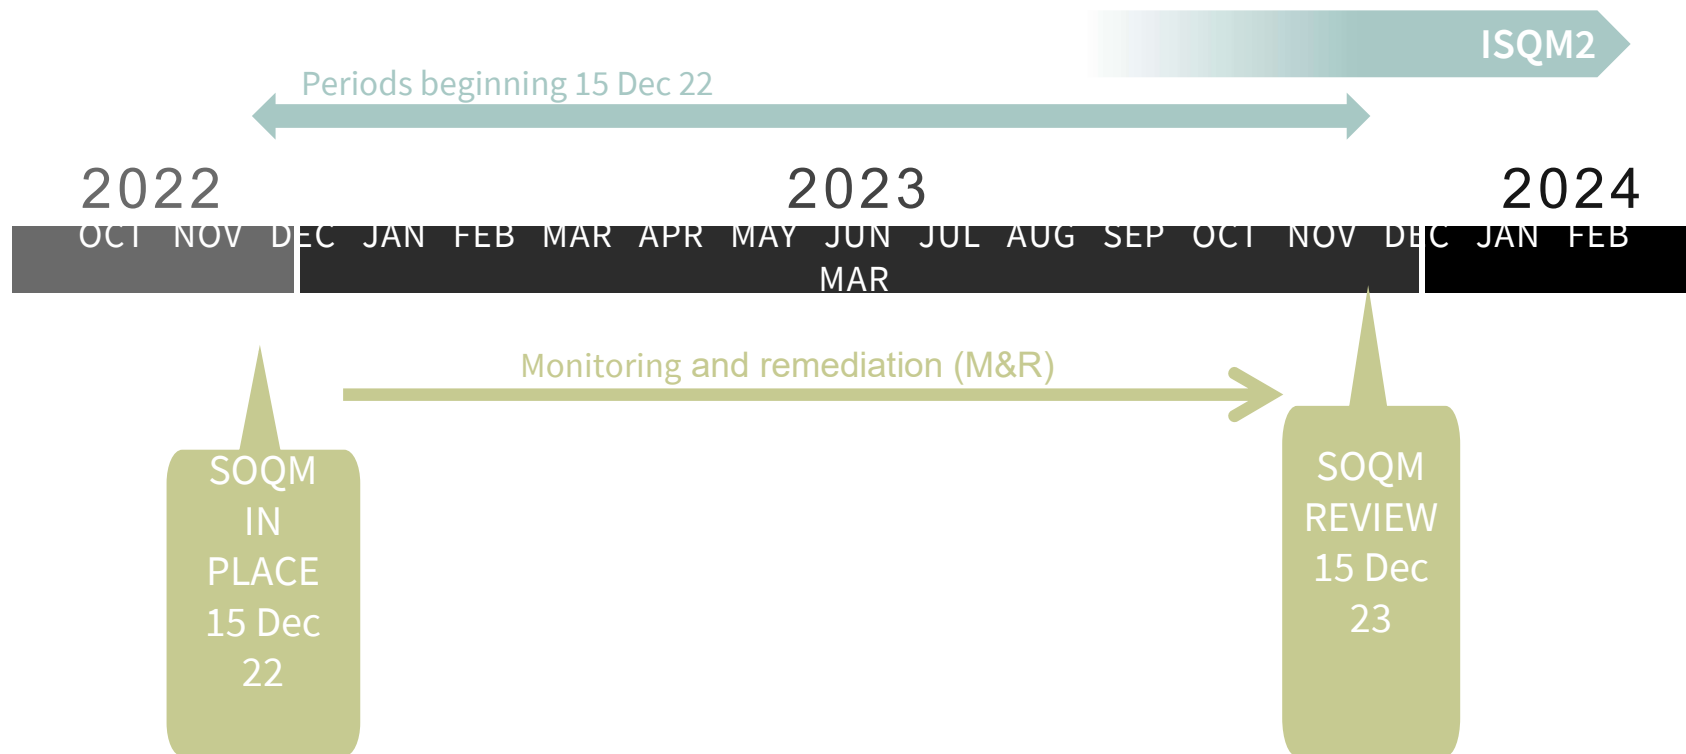 ISQM2
Periods beginning 15 Dec 22
2022 2023 2024
OCT NOV DEC JAN FEB MAR APR MAY JUN JUL AUG SEP OCT NOV DEC JAN FEB
MAR
Monitoring and remediation (M&R)
SOQM
IN
PLACE
15 Dec
22
SOQM
REVIEW
15 Dec
23